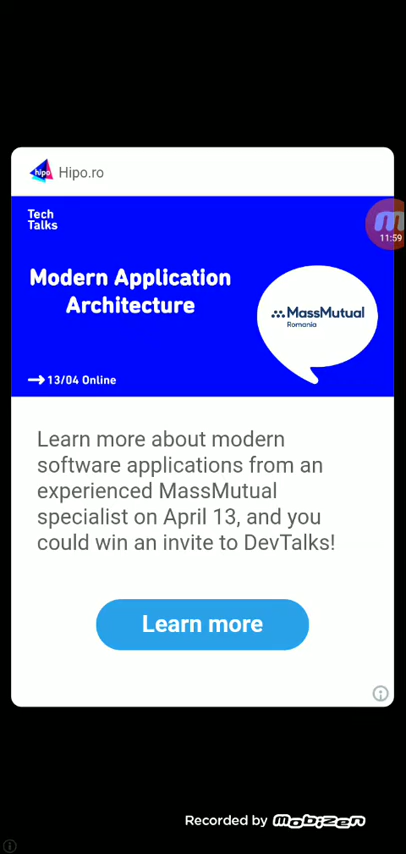 hipo
Hipo.ro
Tech
Talks
11:59
Modern Application
Architecture
MassMutual
Romania
13/04 Online
Learn more about modern
software applications from an
experienced MassMutual
specialist on April 13, and you
could win an invite to DevTalks!
Learn more
Recorded by mobizen